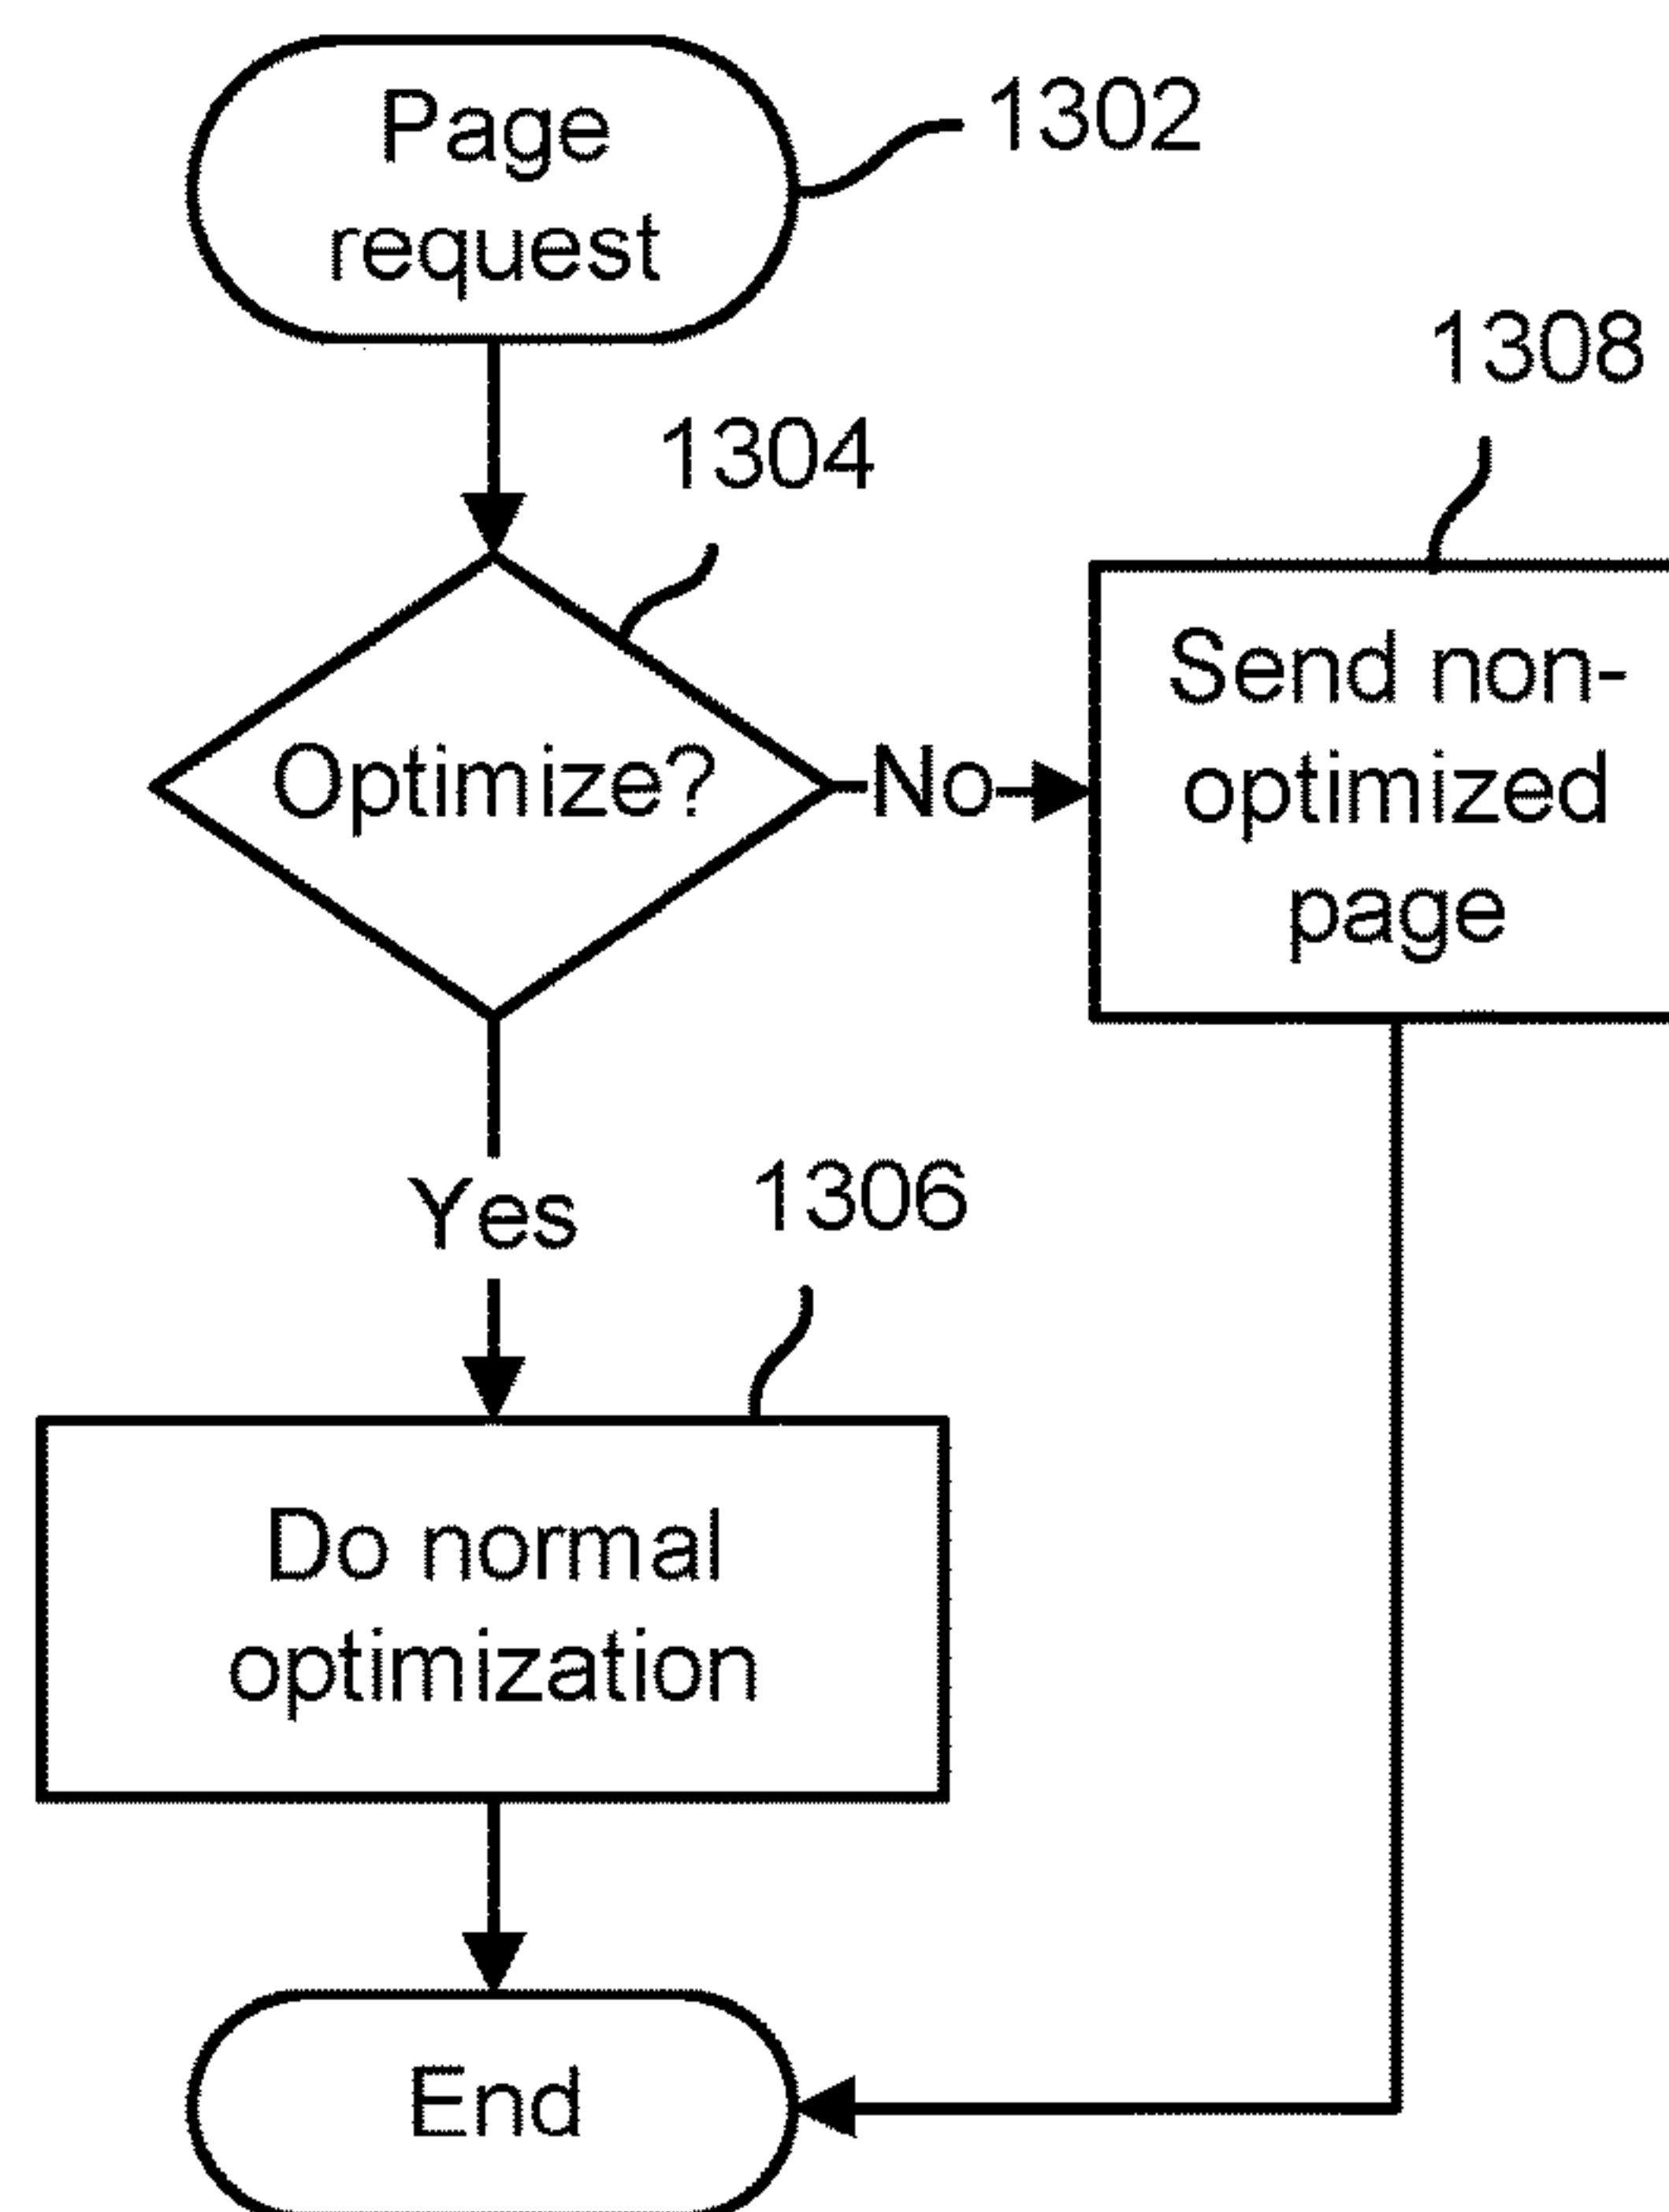 Page
request
1302
1308
1304
Optimize?
No
Send non-
optimized
page
Yes
1306
Do normal
optimization
End